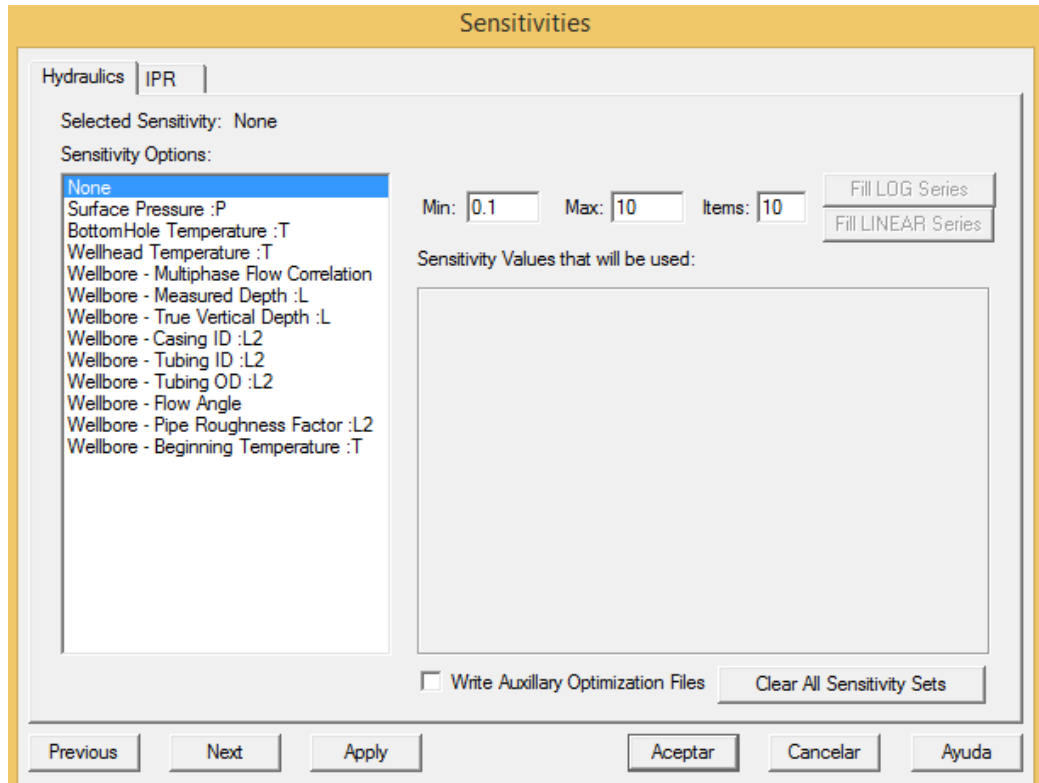 Sensitivities
Hydraulics IPR
Selected Sensitivity: None
Sensitivity Options:
None
Surface Pressure :P
BottomHole Temperature :T
Wellhead Temperature :T
Wellbore - Multiphase Flow Correlation
Wellbore - Measured Depth :L
Wellbore - True Vertical Depth :L
Wellbore - Casing ID :L2
Wellbore - Tubing ID :L2
Wellbore - Tubing OD :L2
Wellbore - Flow Angle
Wellbore - Pipe Roughness Factor :L2
Wellbore - Beginning Temperature :T
Min: 0.1 Max: 10 Items: 10
Fill LOG Series
Fill LINEAR Series
Sensitivity Values that will be used:
Write Auxillary Optimization Files Clear All Sensitivity Sets
Previous Next Apply Aceptar Cancelar Ayuda